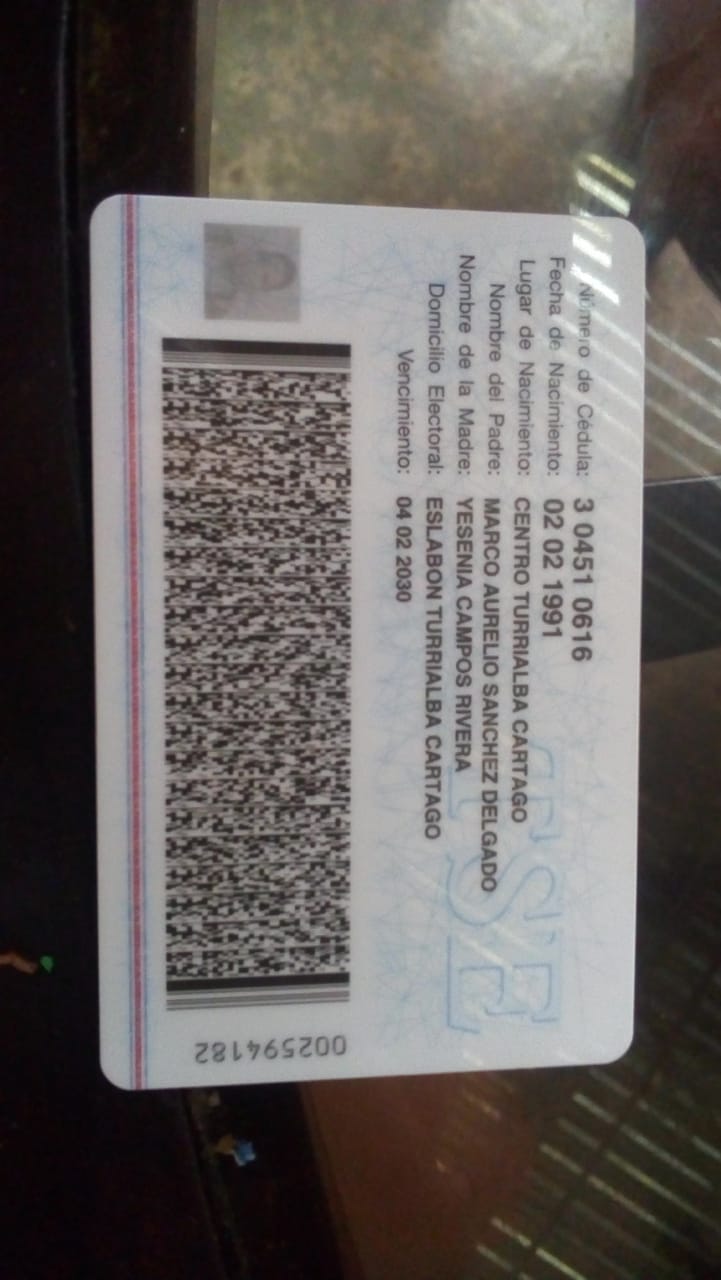 Número de Cédula: 3 0451 0616
Fecha de Nacimiento: 02 02 1991
Lugar de Nacimiento: CENTRO TURRIALBA CARTAGO
Nombre del Padre: MARCO AURELIO SANCHEZ DELGADO
Nombre de la Madre: YESENIA CAMPOS RIVERA
Domicilio Electoral: ESLABON TURRIALBA CARTAGO
Vencimiento: 04 02 2030
TSE
002594182